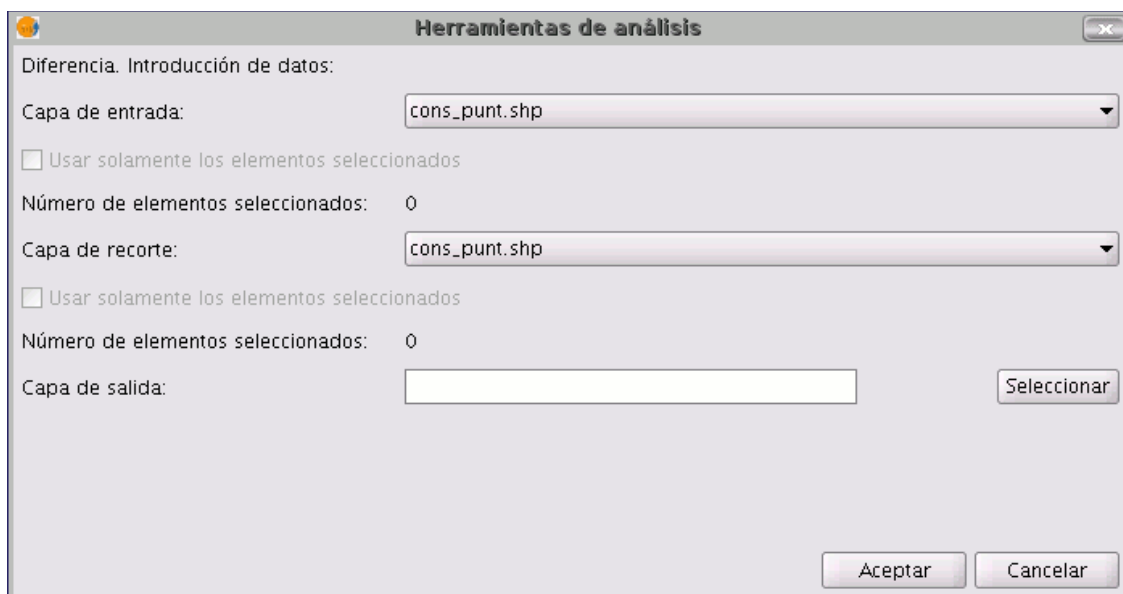 Herramientas de análisis
Diferencia. Introducción de datos:
Capa de entrada: cons_punt.shp
Usar solamente los elementos seleccionados
Número de elementos seleccionados: 0
Capa de recorte: cons_punt.shp
Usar solamente los elementos seleccionados
Número de elementos seleccionados: 0
Capa de salida: Seleccionar
Aceptar Cancelar